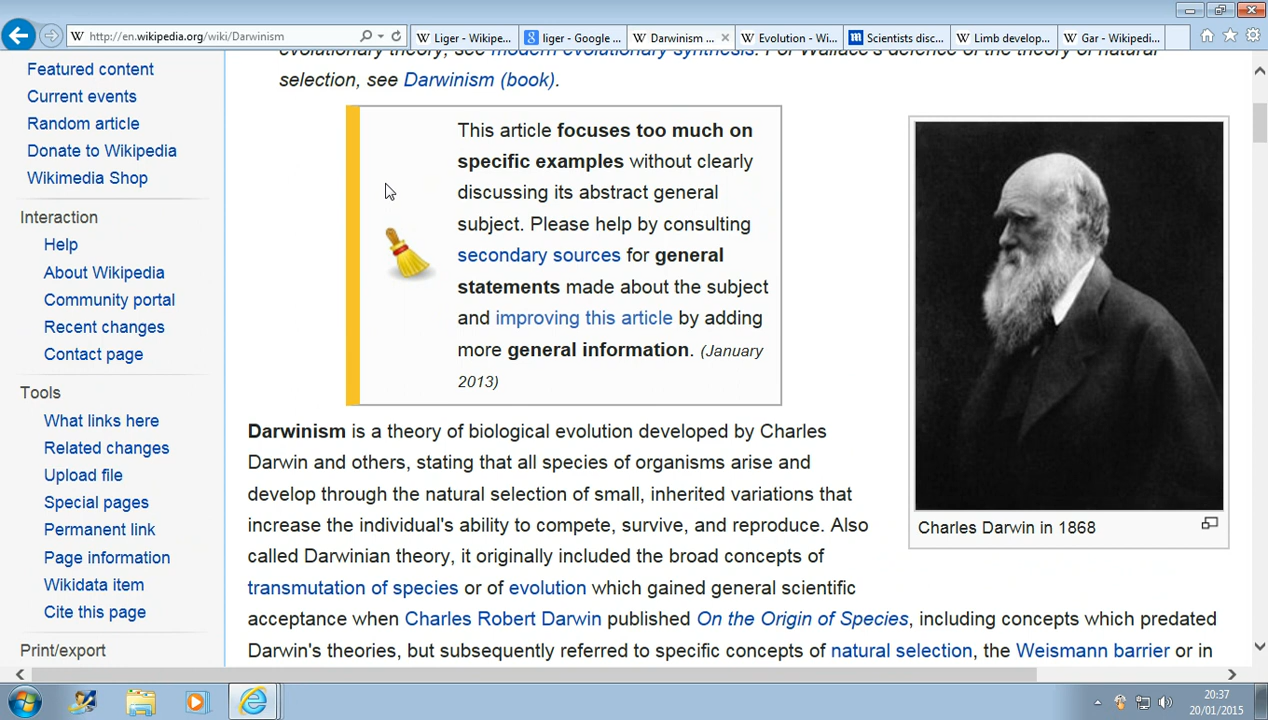 http://en.wikipedia.org/wiki/Darwinism
Liger - Wikipe...
liger - Google ...
Darwinism ...
Evolution - Wi...
Scientists disc...
Limb develop...
Gar - Wikipedi...
Featured content
Current events
Random article
Donate to Wikipedia
Wikimedia Shop
Interaction
Help
About Wikipedia
Community portal
Recent changes
Contact page
Tools
What links here
Related changes
Upload file
Special pages
Permanent link
Page information
Wikidata item
Cite this page
Print/export
evolutionary theory, see modern evolutionary synthesis. For Wallace's defence of the theory of natural
selection, see Darwinism (book).
This article focuses too much on
specific examples without clearly
discussing its abstract general
subject. Please help by consulting
secondary sources for general
statements made about the subject
and improving this article by adding
more general information. (January
2013)
Charles Darwin in 1868
Darwinism is a theory of biological evolution developed by Charles
Darwin and others, stating that all species of organisms arise and
develop through the natural selection of small, inherited variations that
increase the individual's ability to compete, survive, and reproduce. Also
called Darwinian theory, it originally included the broad concepts of
transmutation of species or of evolution which gained general scientific
acceptance when Charles Robert Darwin published On the Origin of Species, including concepts which predated
Darwin's theories, but subsequently referred to specific concepts of natural selection, the Weismann barrier or in
20:37
20/01/2015